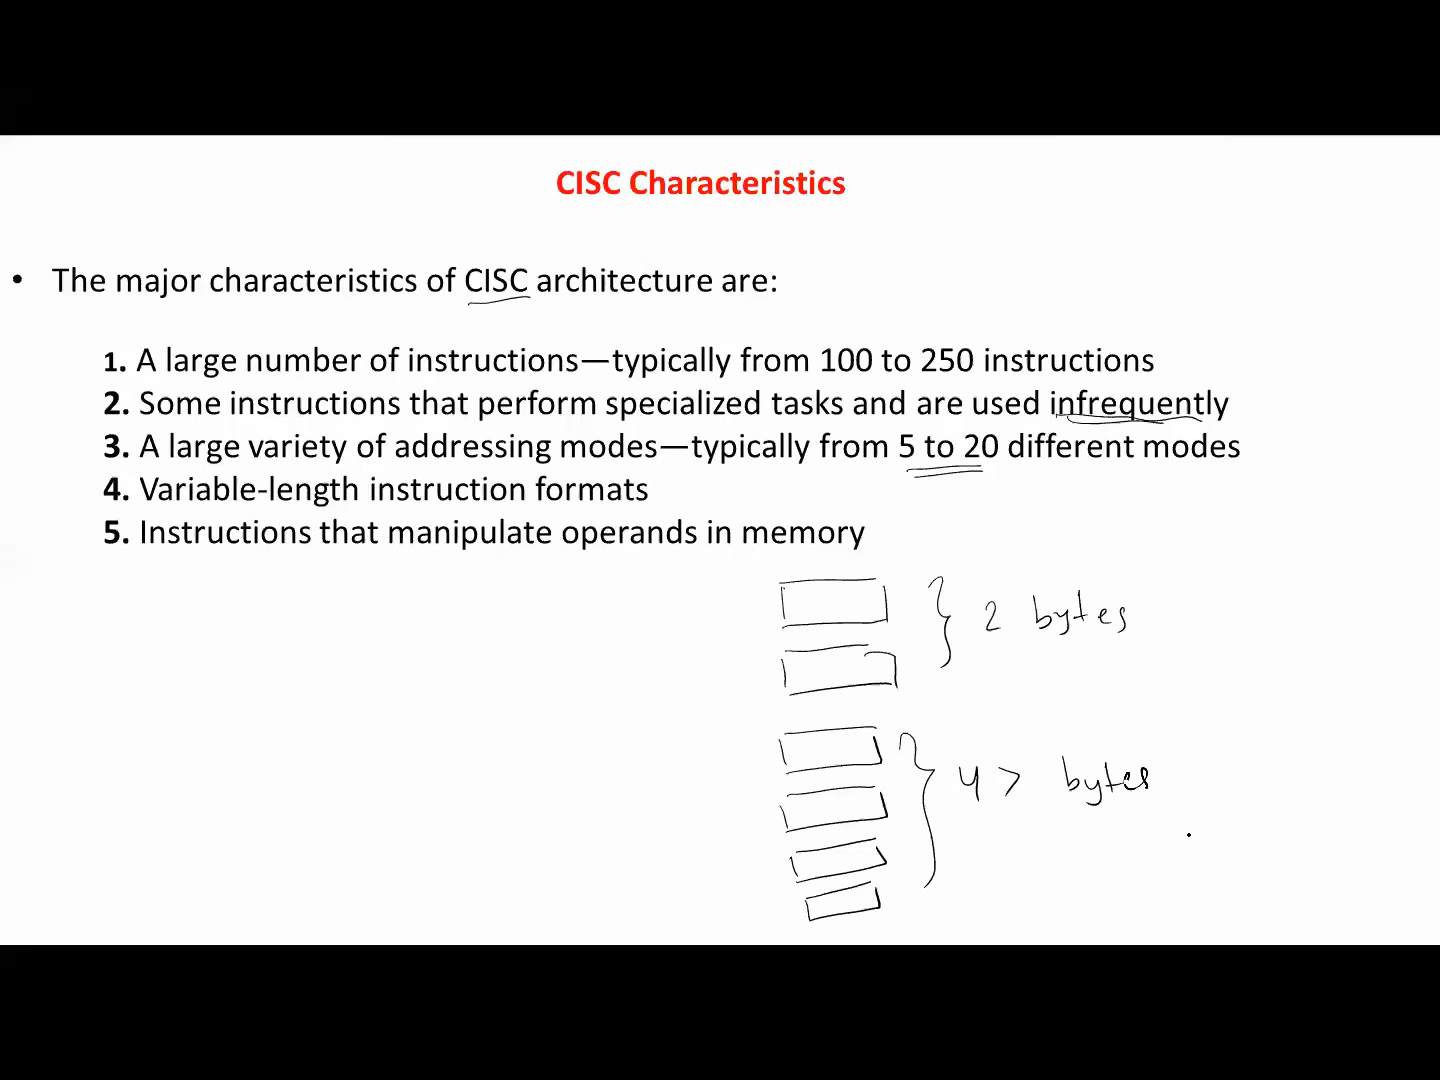 CISC Characteristics
• The major characteristics of CISC architecture are:
1. A large number of instructions—typically from 100 to 250 instructions
2. Some instructions that perform specialized tasks and are used infrequently
3. A large variety of addressing modes—typically from 5 to 20 different modes
4. Variable-length instruction formats
5. Instructions that manipulate operands in memory
2 bytes
4 > bytes